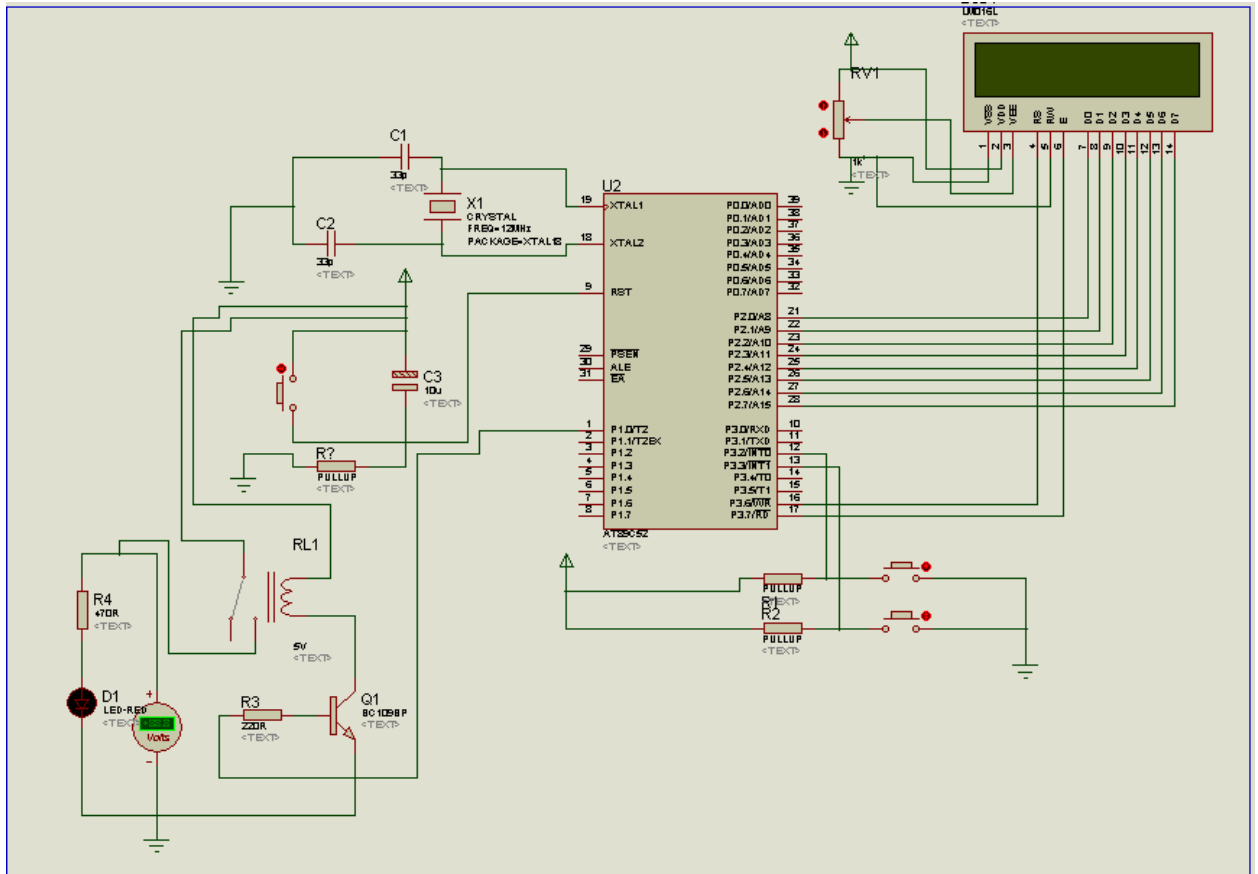 LM016L
<TEXT>
RV1
1k
<TEXT>
VSS
VDD
VEE
RS
RW
E
D0
D1
D2
D3
D4
D5
D6
D7
1
2
3
4
5
6
7
8
9
10
11
12
13
14
C1
33p
<TEXT>
C2
33p
<TEXT>
X1
CRYSTAL
FREQ=12MHz
PACKAGE=XTAL18
<TEXT>
U2
19
XTAL1
18
XTAL2
9
RST
29
PSEN
30
ALE
31
EA
1
P1.0/T2
2
P1.1/T2EX
3
P1.2
4
P1.3
5
P1.4
6
P1.5
7
P1.6
8
P1.7
P0.0/AD0
39
P0.1/AD1
38
P0.2/AD2
37
P0.3/AD3
36
P0.4/AD4
35
P0.5/AD5
34
P0.6/AD6
33
P0.7/AD7
32
P2.0/A8
21
P2.1/A9
22
P2.2/A10
23
P2.3/A11
24
P2.4/A12
25
P2.5/A13
26
P2.6/A14
27
P2.7/A15
28
P3.0/RXD
10
P3.1/TXD
11
P3.2/INT0
12
P3.3/INT1
13
P3.4/T0
14
P3.5/T1
15
P3.6/WR
16
P3.7/RD
17
AT89C52
<TEXT>
C3
10u
<TEXT>
R?
PULLUP
<TEXT>
RL1
5V
<TEXT>
R4
470R
<TEXT>
D1
LED-RED
<TEXT>
+
Volts
-
R3
220R
<TEXT>
Q1
BC109BP
<TEXT>
PULLUP
R1
R2
PULLUP
<TEXT>